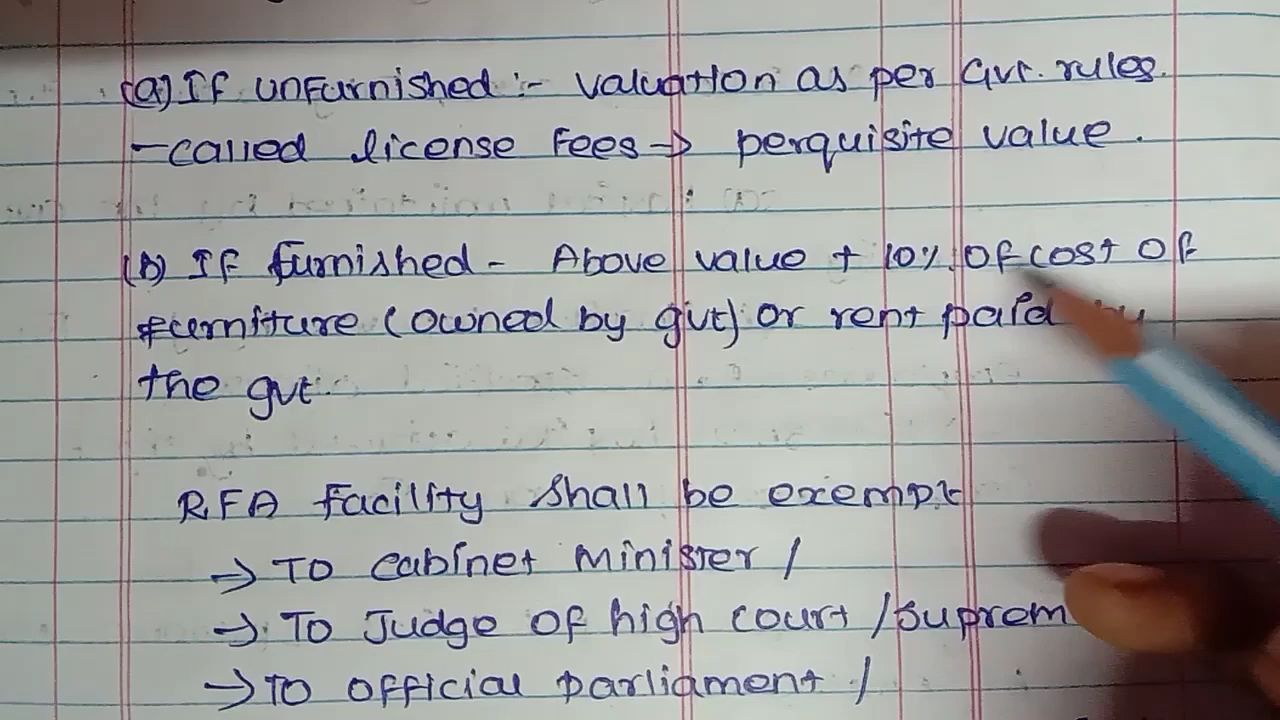 (a) If unfurnished :- valuation as per Gvt. rules.
- called license fees → perquisite value.
(b) If furnished - Above value + 10% of cost of
furniture (owned by gvt) or rent paid by
the gvt.
RFA facility shall be exempt
→ To cabinet minister /
→ To Judge of high court / suprem
→ To official parliament /